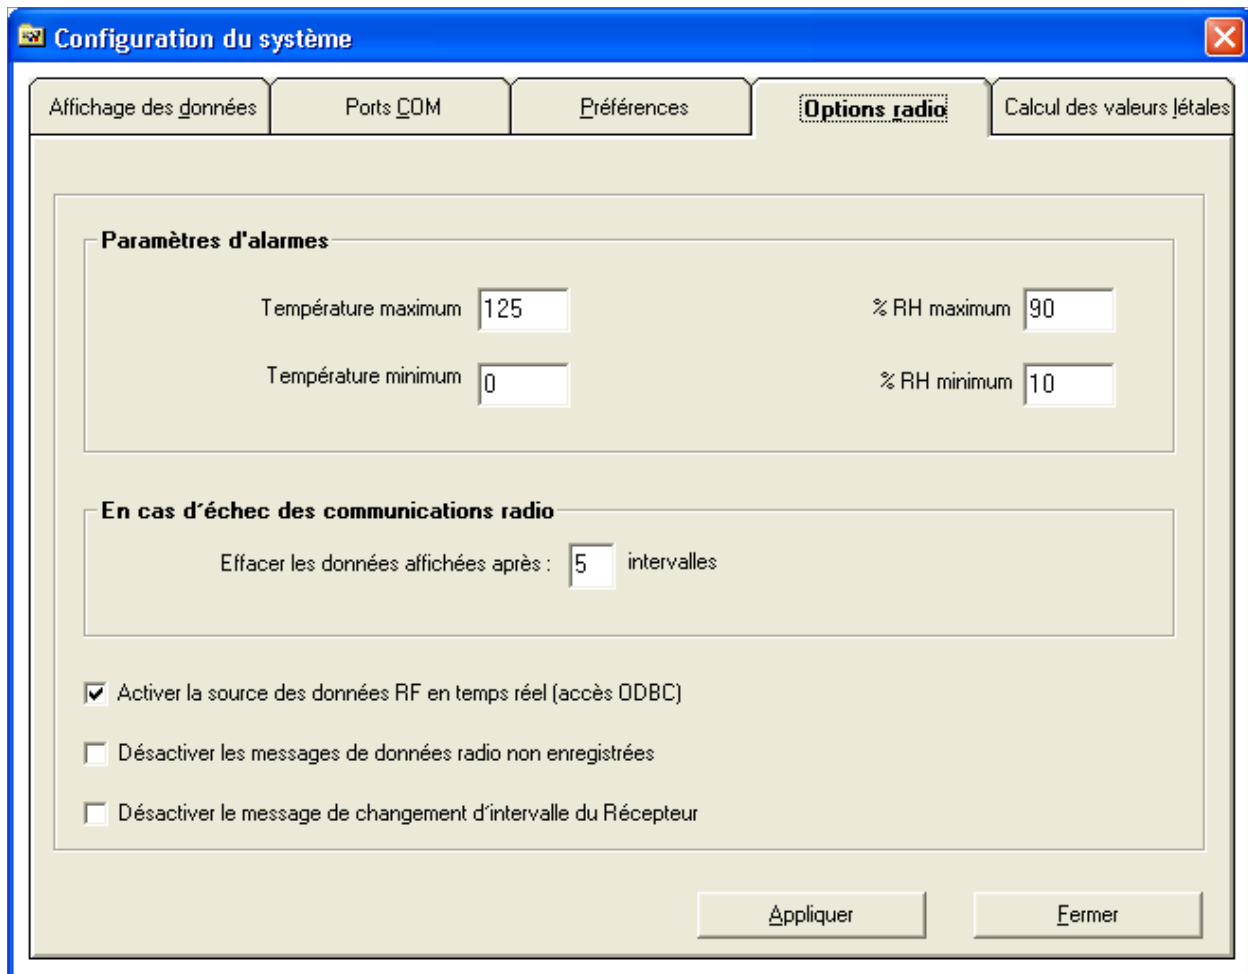 Configuration du système
Affichage des données
Ports COM
Préférences
Options radio
Calcul des valeurs létales
Paramètres d'alarmes
Température maximum 125
% RH maximum 90
Température minimum 0
% RH minimum 10
En cas d´échec des communications radio
Effacer les données affichées après : 5 intervalles
Activer la source des données RF en temps réel (accès ODBC)
Désactiver les messages de données radio non enregistrées
Désactiver le message de changement d´intervalle du Récepteur
Appliquer
Fermer